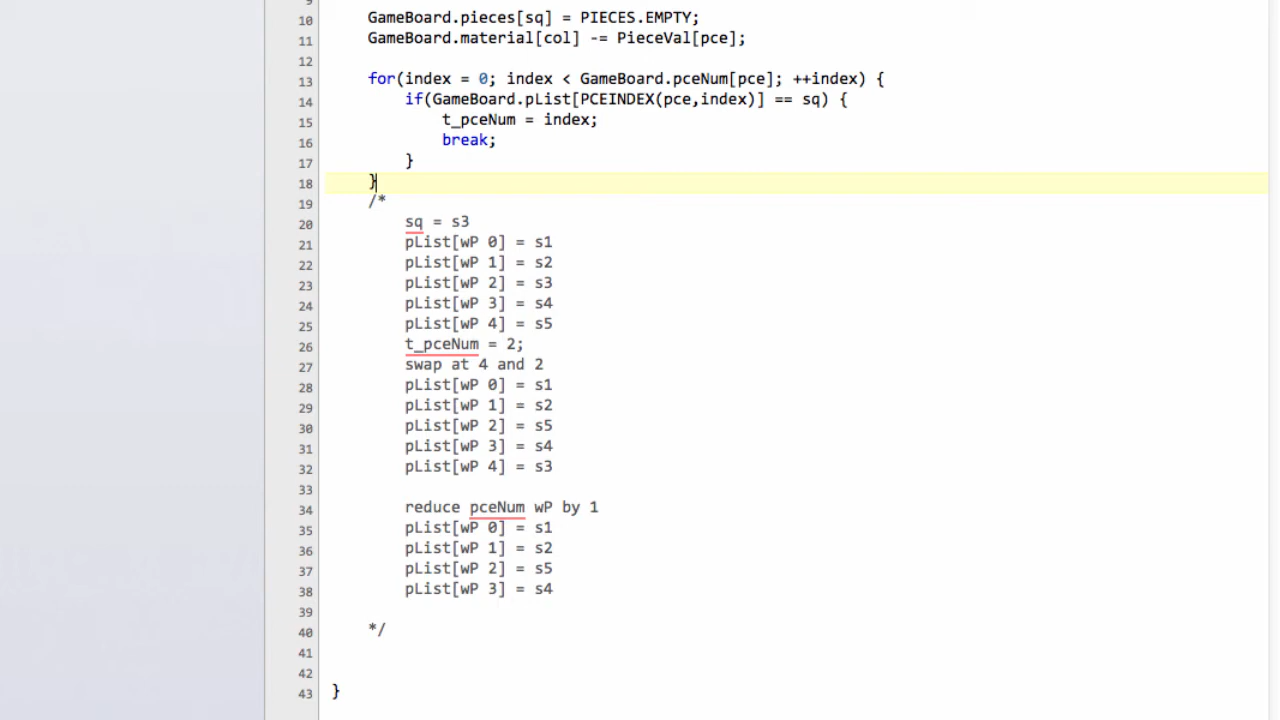 9
10 GameBoard.pieces[sq] = PIECES.EMPTY;
11 GameBoard.material[col] -= PieceVal[pce];
12
13 for(index = 0; index < GameBoard.pceNum[pce]; ++index) {
14 if(GameBoard.pList[PCEINDEX(pce,index)] == sq) {
15 t_pceNum = index;
16 break;
17 }
18 }
19 /*
20 sq = s3
21 pList[wP 0] = s1
22 pList[wP 1] = s2
23 pList[wP 2] = s3
24 pList[wP 3] = s4
25 pList[wP 4] = s5
26 t_pceNum = 2;
27 swap at 4 and 2
28 pList[wP 0] = s1
29 pList[wP 1] = s2
30 pList[wP 2] = s5
31 pList[wP 3] = s4
32 pList[wP 4] = s3
33
34 reduce pceNum wP by 1
35 pList[wP 0] = s1
36 pList[wP 1] = s2
37 pList[wP 2] = s5
38 pList[wP 3] = s4
39
40 */
41
42
43 }